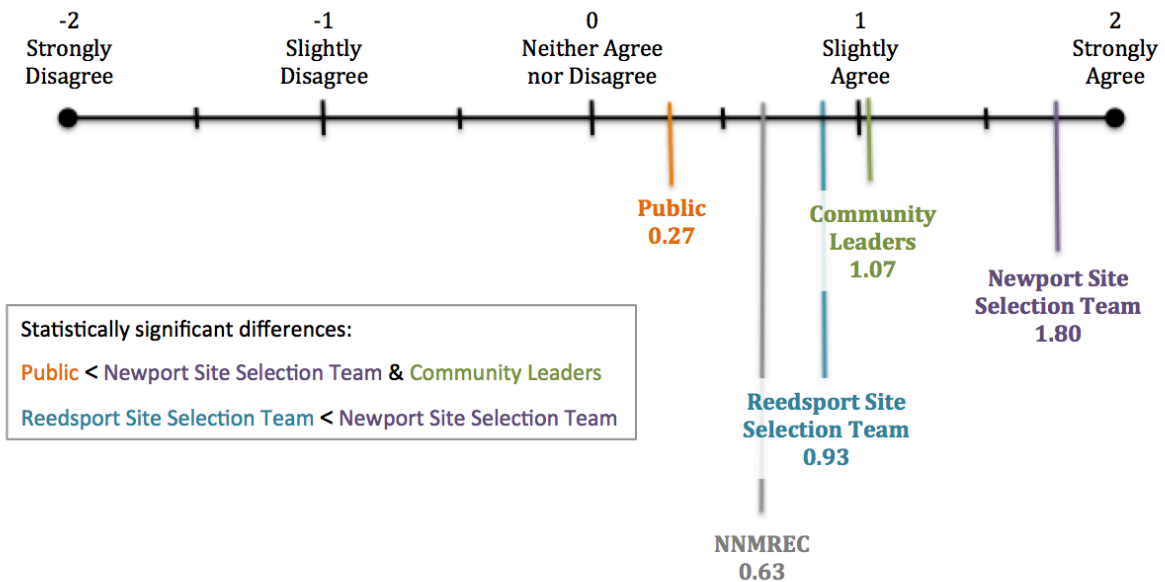 -2
Strongly
Disagree
-1
Slightly
Disagree
0
Neither Agree
nor Disagree
1
Slightly
Agree
2
Strongly
Agree
Public
0.27
Community
Leaders
1.07
Newport Site
Selection Team
1.80
Statistically significant differences:
Public < Newport Site Selection Team & Community Leaders
Reedsport Site Selection Team < Newport Site Selection Team
Reedsport Site
Selection Team
0.93
NNMREC
0.63